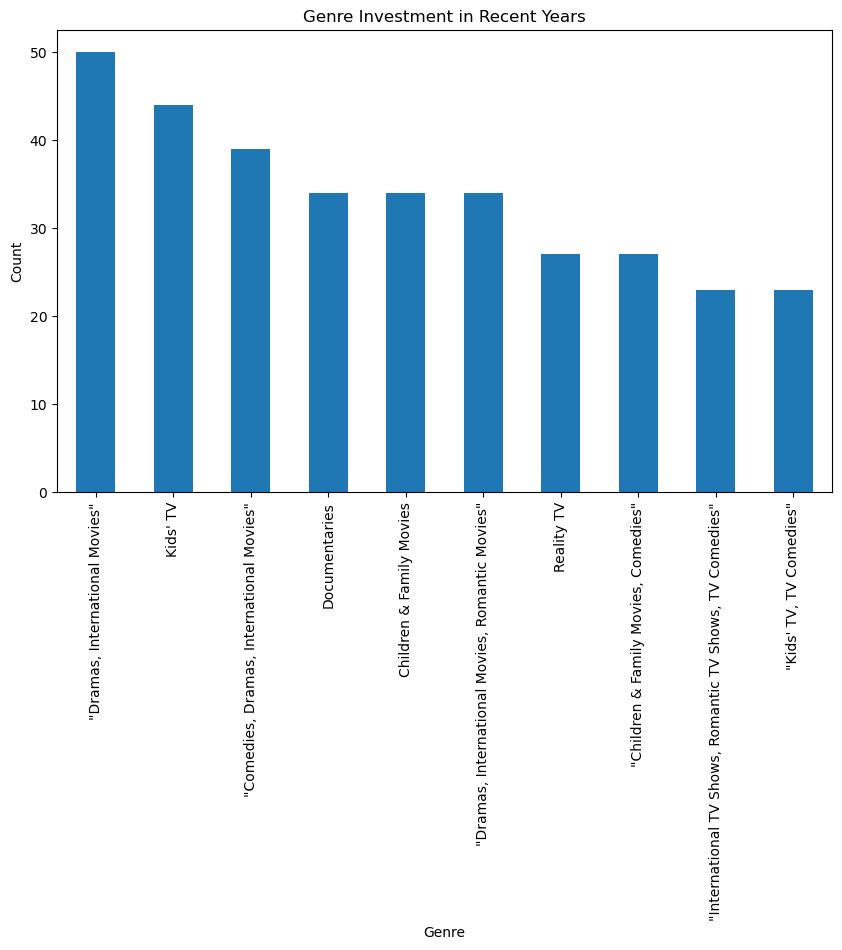 Genre Investment in Recent Years
50
40
30
20
10
0
Count
"Dramas, International Movies"
Kids' TV
"Comedies, Dramas, International Movies"
Documentaries
Children & Family Movies
"Dramas, International Movies, Romantic Movies"
Reality TV
"Children & Family Movies, Comedies"
"International TV Shows, Romantic TV Shows, TV Comedies"
"Kids' TV, TV Comedies"
Genre